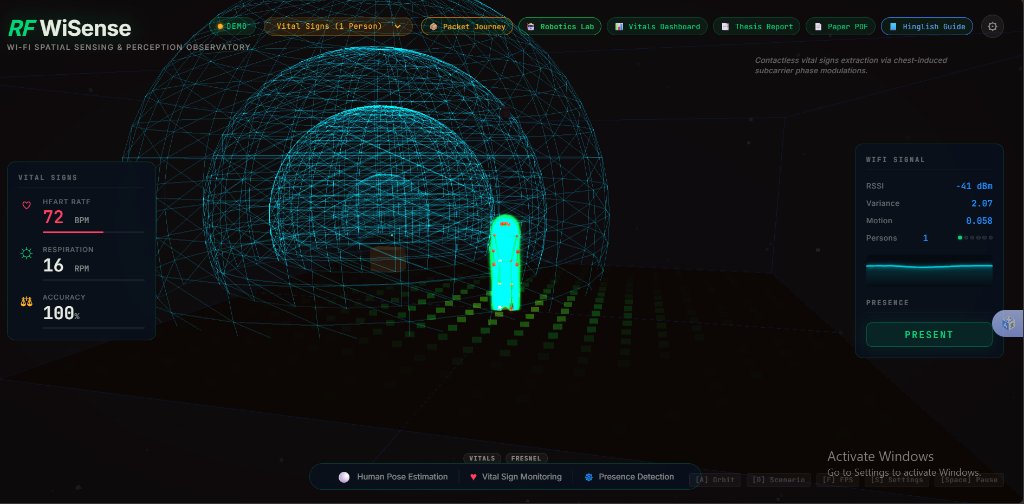 RF WiSense
WI-FI SPATIAL SENSING & PERCEPTION OBSERVATORY
DEMO
Vital Signs (1 Person)
Packet Journey
Robotics Lab
Vitals Dashboard
Thesis Report
Paper PDF
Hinglish Guide
Contactless vital signs extraction via chest-induced
subcarrier phase modulations.
VITAL SIGNS
HEART RATE
72 BPM
RESPIRATION
16 RPM
ACCURACY
100%
WIFI SIGNAL
RSSI -41 dBm
Variance 2.07
Motion 0.058
Persons 1
PRESENCE
PRESENT
VITALS FRESNEL
Human Pose Estimation
Vital Sign Monitoring
Presence Detection
Activate Windows
Go to Settings to activate Windows.
[A] Orbit [D] Scenario [F] FPS [S] Settings [Space] Pause